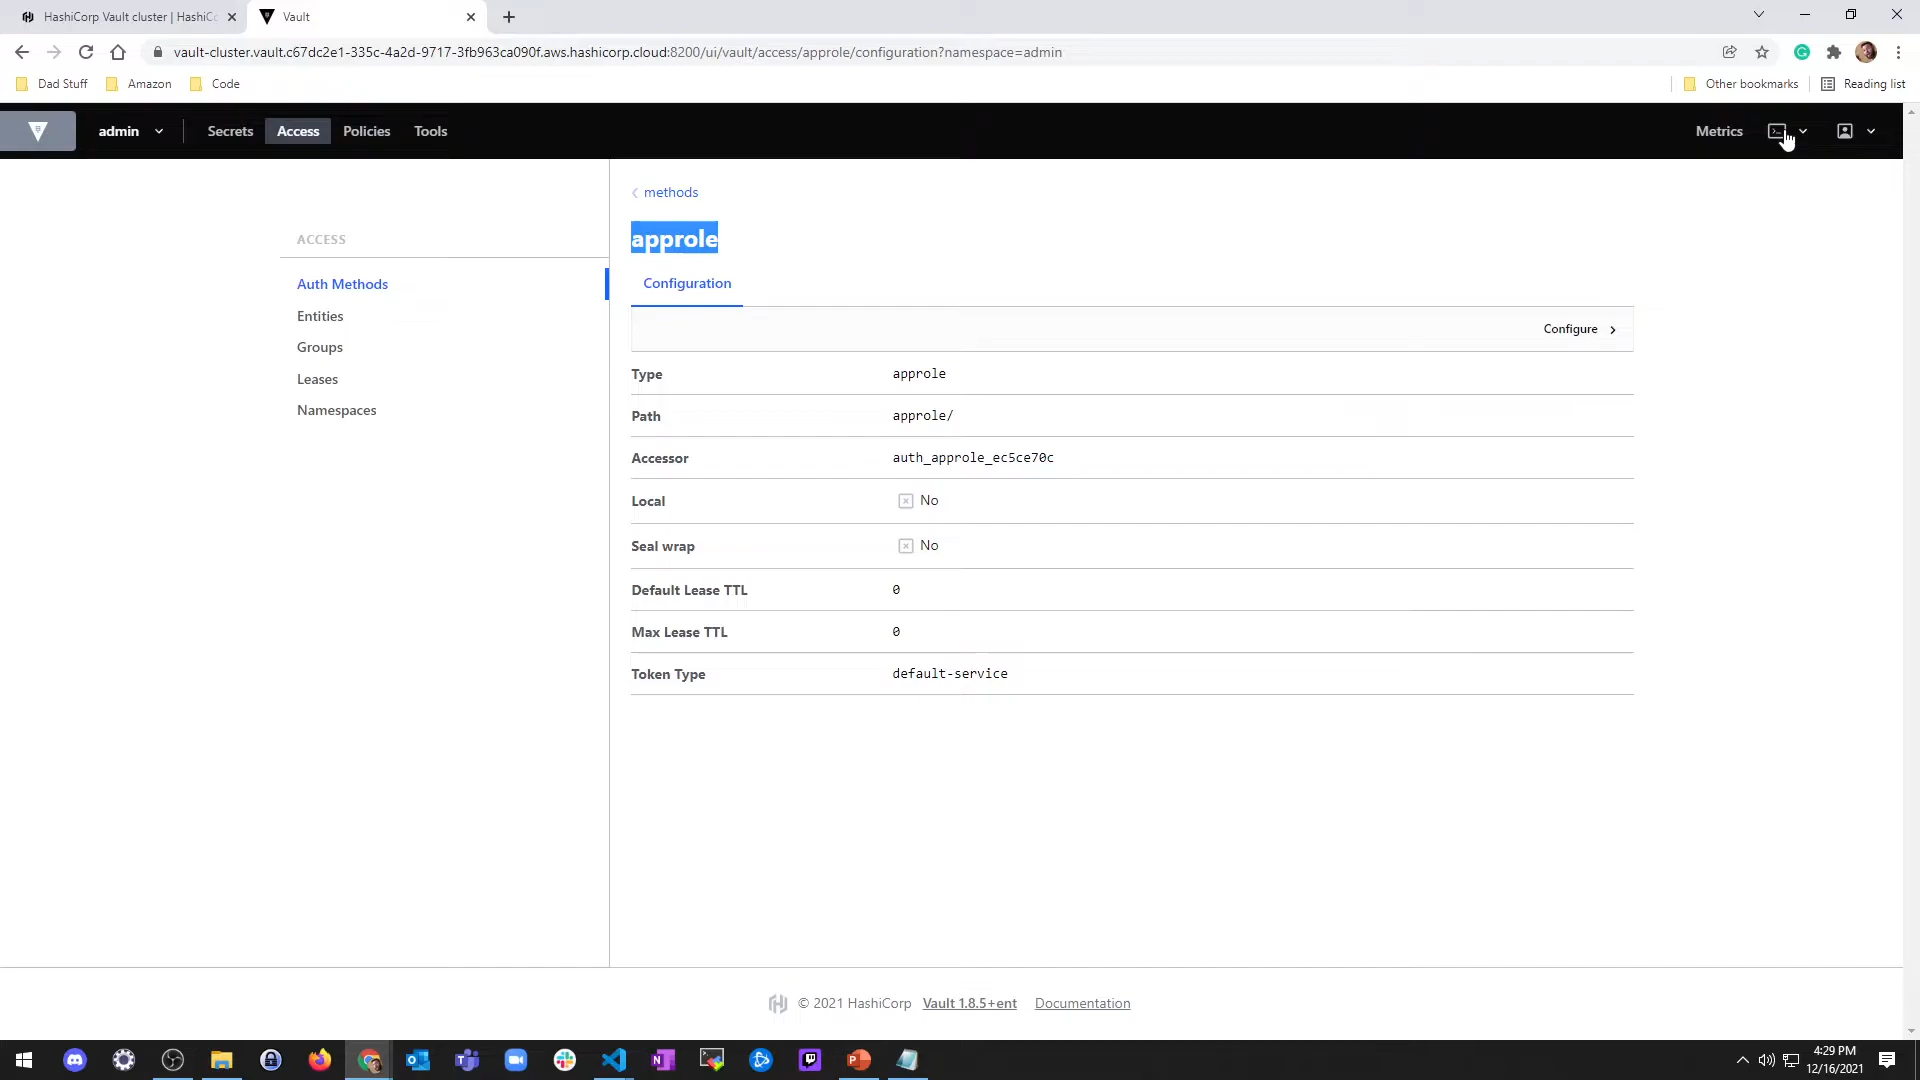 HashiCorp Vault cluster | HashiC
Vault
vault-cluster.vault.c67dc2e1-335c-4a2d-9717-3fb963ca090f.aws.hashicorp.cloud:8200/ui/vault/access/approle/configuration?namespace=admin
Dad Stuff
Amazon
Code
Other bookmarks
Reading list
admin
Secrets
Access
Policies
Tools
Metrics
methods
approle
ACCESS
Auth Methods
Entities
Groups
Leases
Namespaces
Configuration
Configure
Type approle
Path approle/
Accessor auth_approle_ec5ce70c
Local No
Seal wrap No
Default Lease TTL 0
Max Lease TTL 0
Token Type default-service
© 2021 HashiCorp Vault 1.8.5+ent Documentation
4:29 PM
12/16/2021